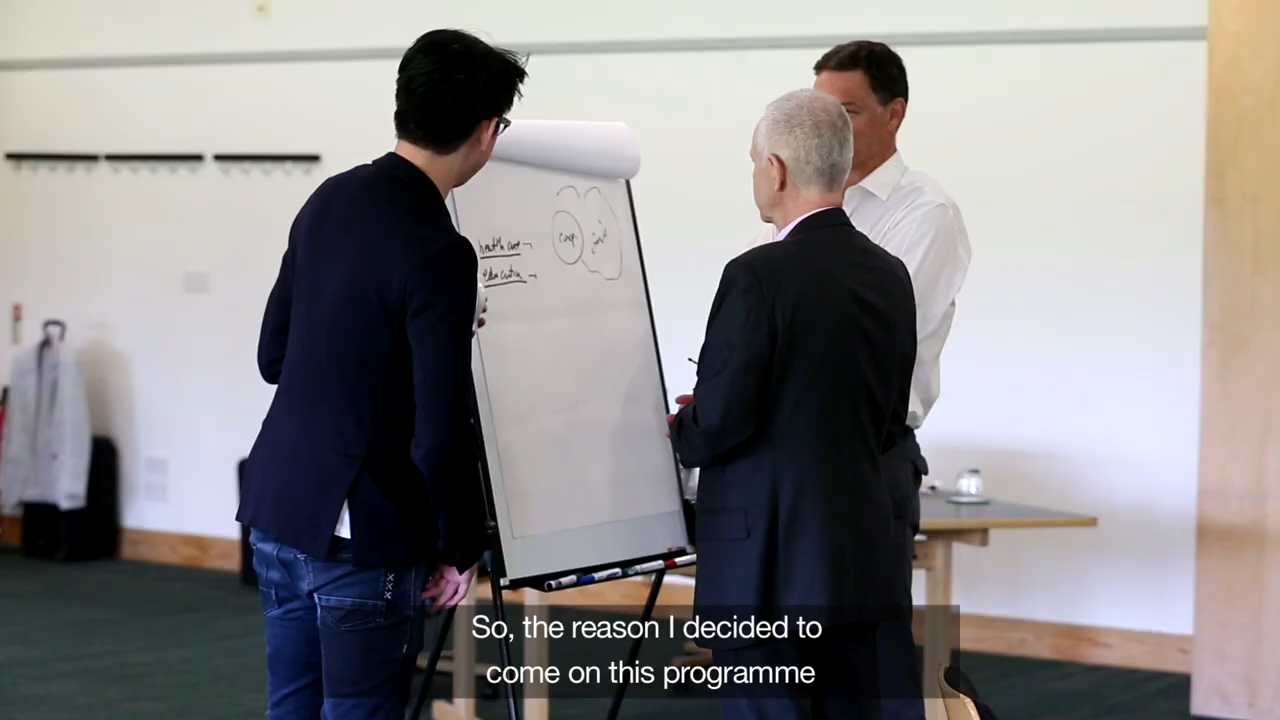 health care
education
So, the reason I decided to
come on this programme